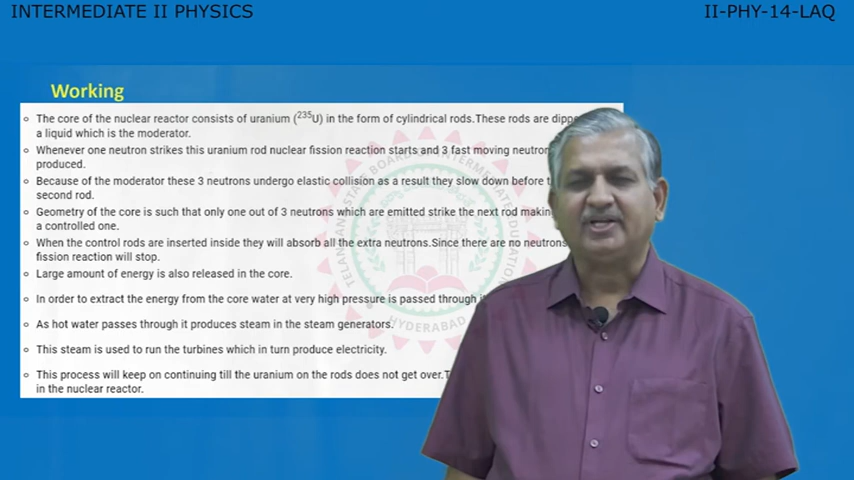 INTERMEDIATE II PHYSICS
II-PHY-14-LAQ
Working
The core of the nuclear reactor consists of uranium (²³⁵U) in the form of cylindrical rods.These rods are
a liquid which is the moderator.
Whenever one neutron strikes this uranium rod nuclear fission reaction starts and 3 fast moving
produced.
Because of the moderator these 3 neutrons undergo elastic collision as a result they slow down before
second rod.
Geometry of the core is such that only one out of 3 neutrons which are emitted strike the next rod
a controlled one.
When the control rods are inserted inside they will absorb all the extra neutrons.Since there are no neutrons
fission reaction will stop.
Large amount of energy is also released in the core.
In order to extract the energy from the core water at very high pressure is passed through
As hot water passes through it produces steam in the steam generators.
This steam is used to run the turbines which in turn produce electricity.
This process will keep on continuing till the uranium on the rods does not get over.
in the nuclear reactor.
HYDERABAD